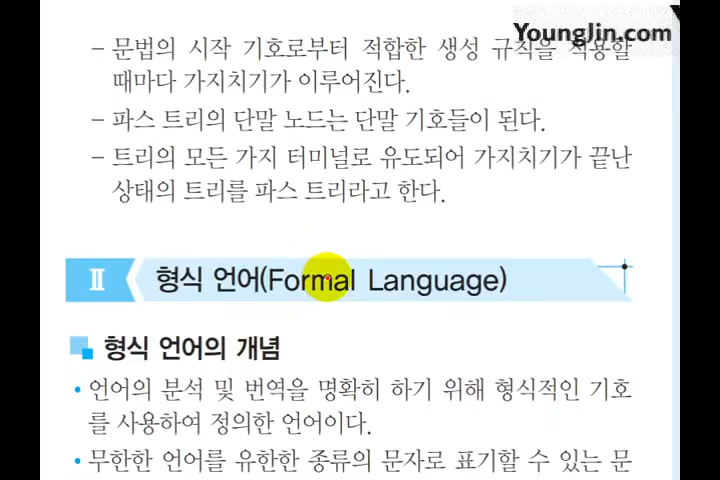 YoungJin.com
– 문법의 시작 기호로부터 적합한 생성 규칙을 적용할
때마다 가지치기가 이루어진다.
– 파스 트리의 단말 노드는 단말 기호들이 된다.
– 트리의 모든 가지 터미널로 유도되어 가지치기가 끝난
상태의 트리를 파스 트리라고 한다.
Ⅱ 형식 언어(Formal Language)
형식 언어의 개념
• 언어의 분석 및 번역을 명확히 하기 위해 형식적인 기호
를 사용하여 정의한 언어이다.
• 무한한 언어를 유한한 종류의 문자로 표기할 수 있는 문